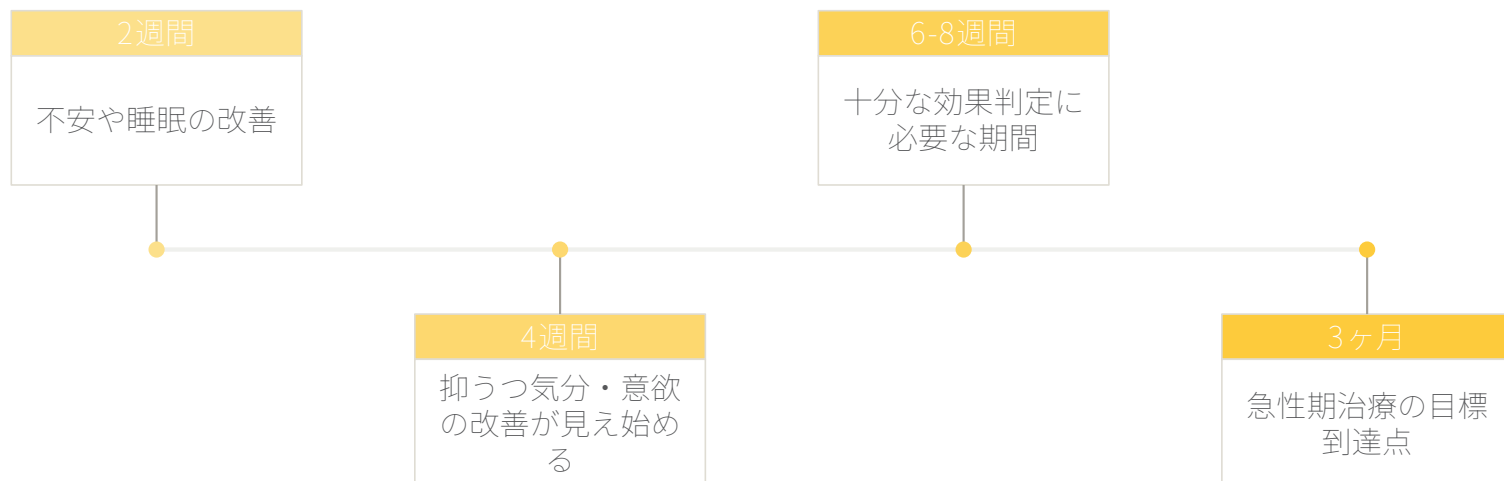 2週間
不安や睡眠の改善
4週間
抑うつ気分・意欲
の改善が見え始め
る
6-8週間
十分な効果判定に
必要な期間
3ヶ月
急性期治療の目標
到達点